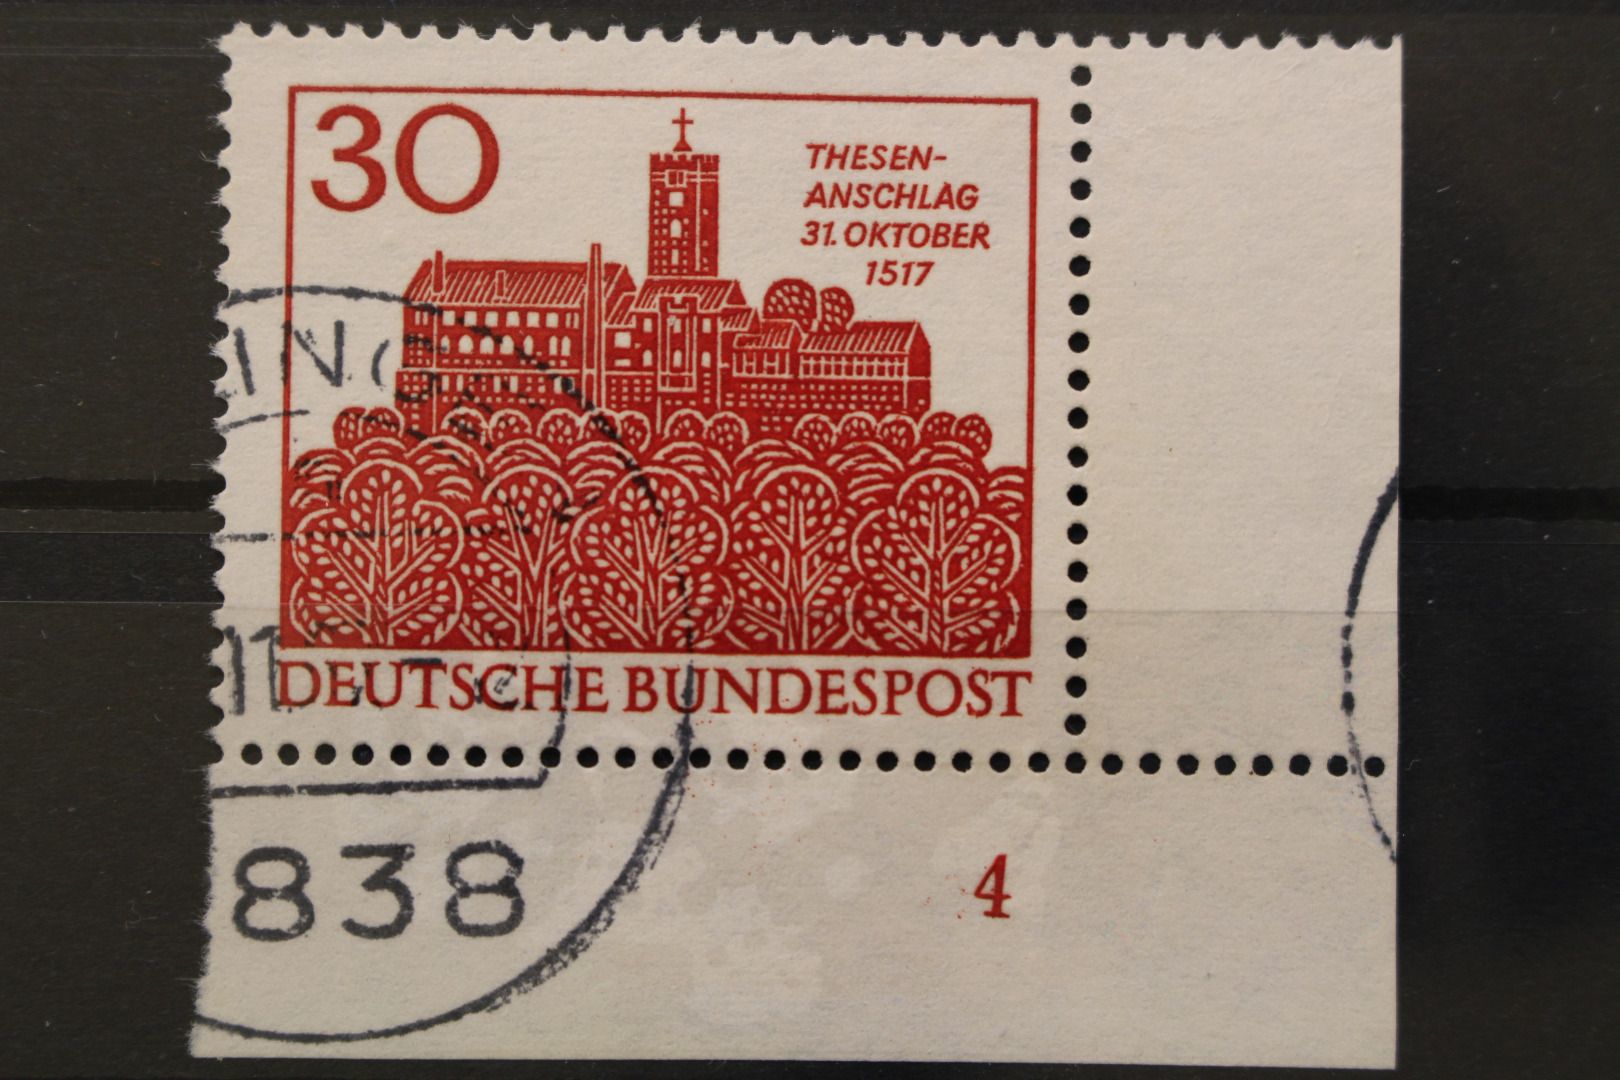 30
THESEN-
ANSCHLAG
31. OKTOBER
1517
DEUTSCHE BUNDESPOST
838
4